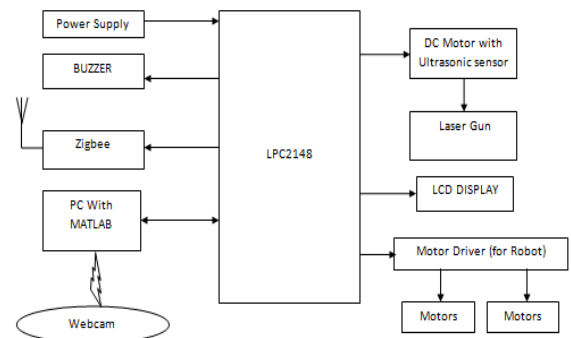 Power Supply
BUZZER
Zigbee
PC With
MATLAB
Webcam
LPC2148
DC Motor with
Ultrasonic sensor
Laser Gun
LCD DISPLAY
Motor Driver (for Robot)
Motors
Motors